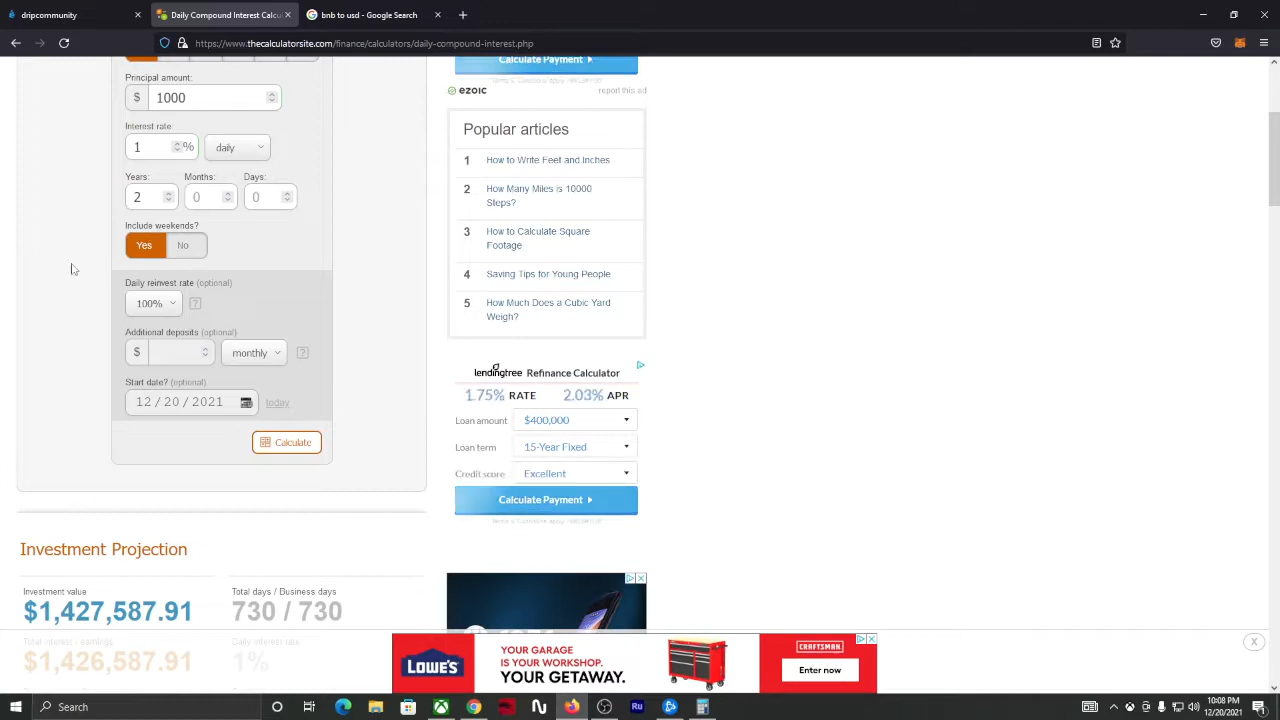 dripcommunity
Daily Compound Interest Calculator
bnb to usd - Google Search
https://www.thecalculatorsite.com/finance/calculators/daily-compound-interest.php
Principal amount:
$ 1000
Interest rate:
1 % daily
Years: Months: Days:
2 0 0
Include weekends?
Yes No
Daily reinvest rate (optional)
100% ?
Additional deposits (optional)
$ monthly ?
Start date? (optional)
12 / 20 / 2021 today
Calculate
Investment Projection
Investment value
$1,427,587.91
Total days / Business days
730 / 730
Total interest earnings
$1,426,587.91
Daily interest rate
1%
Calculate Payment
ezoic report this ad
Popular articles
1 How to Write Feet and Inches
2 How Many Miles is 10000
Steps?
3 How to Calculate Square
Footage
4 Saving Tips for Young People
5 How Much Does a Cubic Yard
Weigh?
lendingtree Refinance Calculator
1.75% RATE 2.03% APR
Loan amount $400,000
Loan term 15-Year Fixed
Credit score Excellent
Calculate Payment
LOWE'S
YOUR GARAGE
IS YOUR WORKSHOP.
YOUR GETAWAY.
CRAFTSMAN
Enter now
X
Search
Ru
10:08 PM
12/20/2021